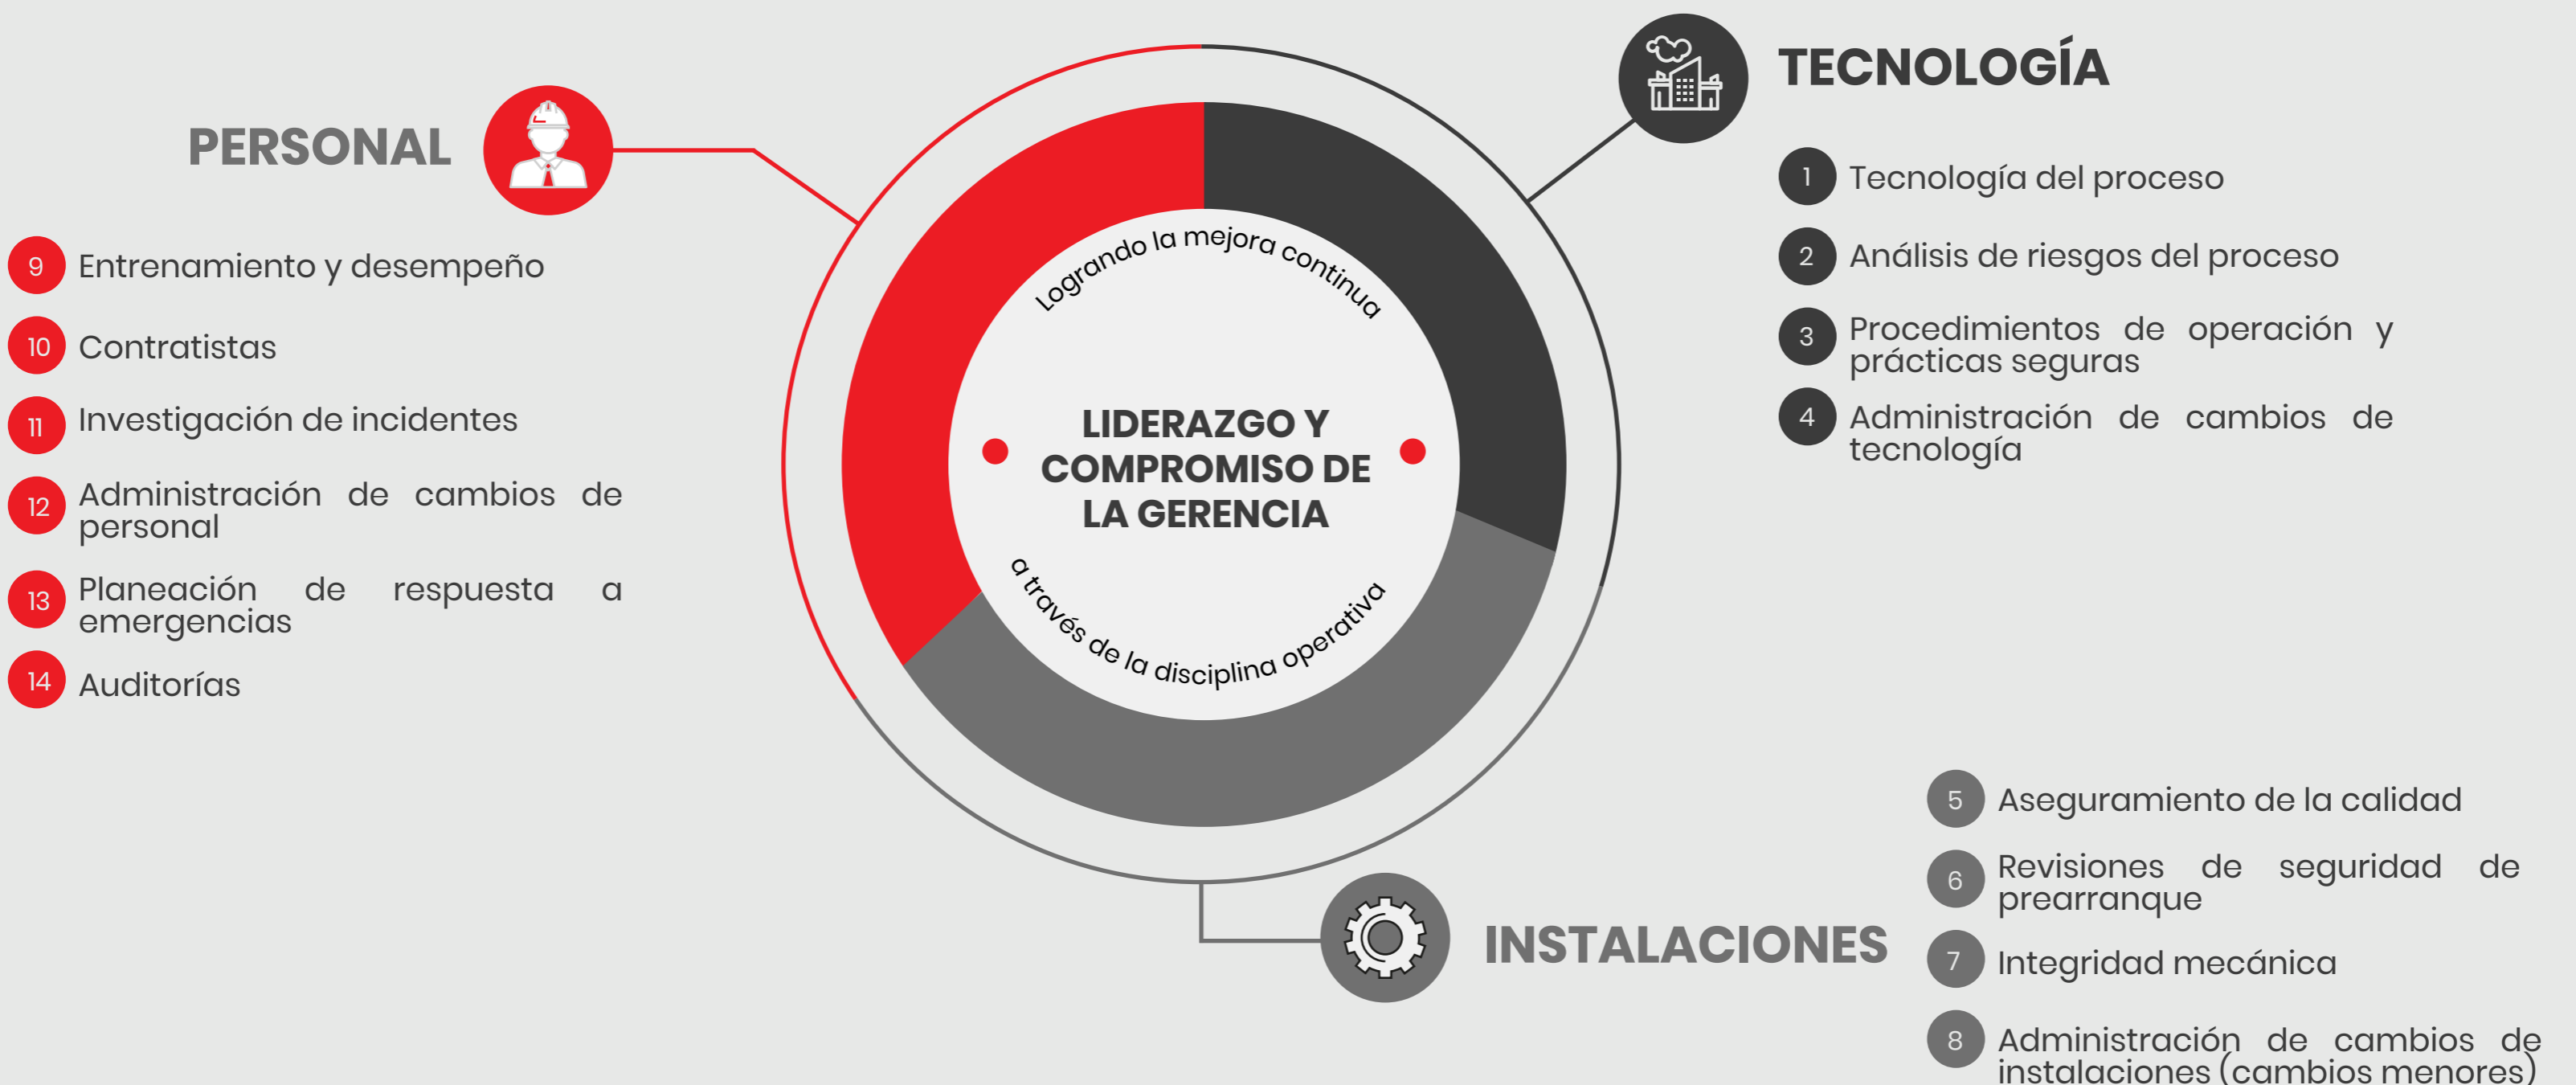 PERSONAL
9 Entrenamiento y desempeño
10 Contratistas
11 Investigación de incidentes
12 Administración de cambios de
personal
13 Planeación de respuesta a
emergencias
14 Auditorías
Logrando la mejora continua
LIDERAZGO Y
COMPROMISO DE
LA GERENCIA
a través de la disciplina operativa
TECNOLOGÍA
1 Tecnología del proceso
2 Análisis de riesgos del proceso
3 Procedimientos de operación y
prácticas seguras
4 Administración de cambios de
tecnología
INSTALACIONES
5 Aseguramiento de la calidad
6 Revisiones de seguridad de
prearranque
7 Integridad mecánica
8 Administración de cambios de
instalaciones (cambios menores)